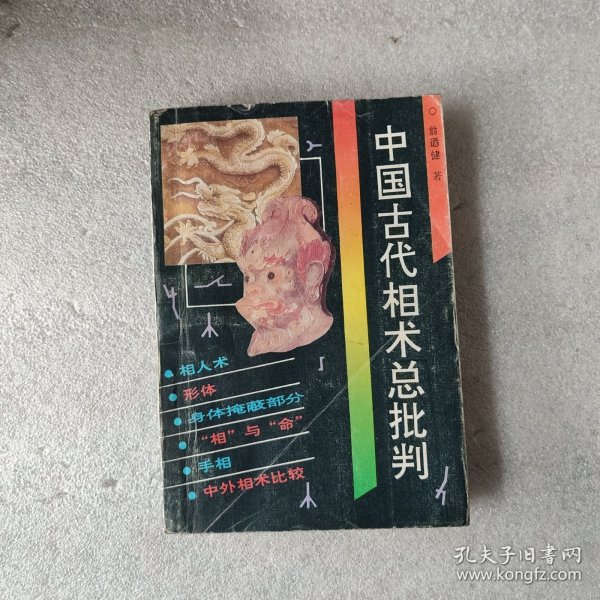 中国古代相术总批判
翁遒健 著
相人术
形体
身体掩蔽部分
“相”与“命”
手相
中外相术比较
孔夫子旧书网
www.kongfz.com